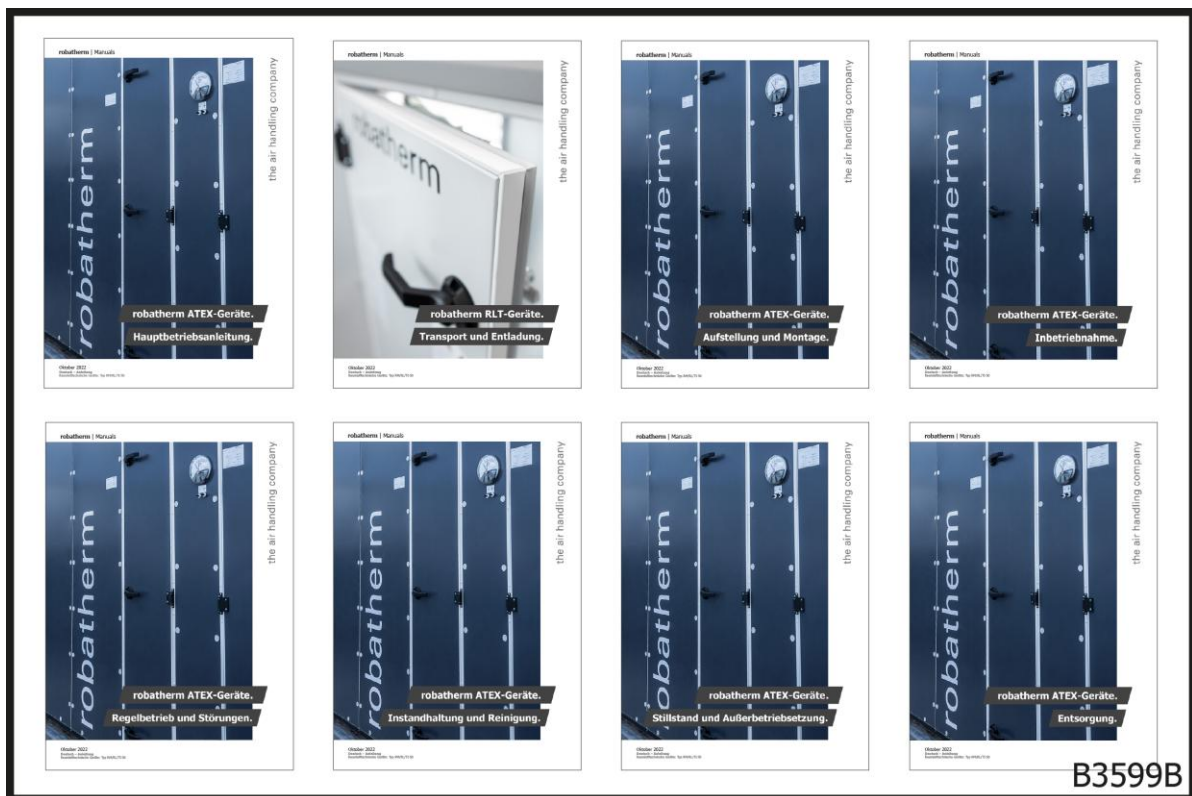 robatherm | Manuals
the air handling company
robatherm
robatherm ATEX-Geräte.
Hauptbetriebsanleitung.
Oktober 2022
robatherm | Manuals
the air handling company
robatherm
robatherm RLT-Geräte.
Transport und Entladung.
Oktober 2022
robatherm | Manuals
the air handling company
robatherm
robatherm ATEX-Geräte.
Aufstellung und Montage.
Oktober 2022
robatherm | Manuals
the air handling company
robatherm
robatherm ATEX-Geräte.
Inbetriebnahme.
Oktober 2022
robatherm | Manuals
the air handling company
robatherm
robatherm ATEX-Geräte.
Regelbetrieb und Störungen.
Oktober 2022
robatherm | Manuals
the air handling company
robatherm
robatherm ATEX-Geräte.
Instandhaltung und Reinigung.
Oktober 2022
robatherm | Manuals
the air handling company
robatherm
robatherm ATEX-Geräte.
Stillstand und Außerbetriebsetzung.
Oktober 2022
robatherm | Manuals
the air handling company
robatherm
robatherm ATEX-Geräte.
Entsorgung.
Oktober 2022
B3599B